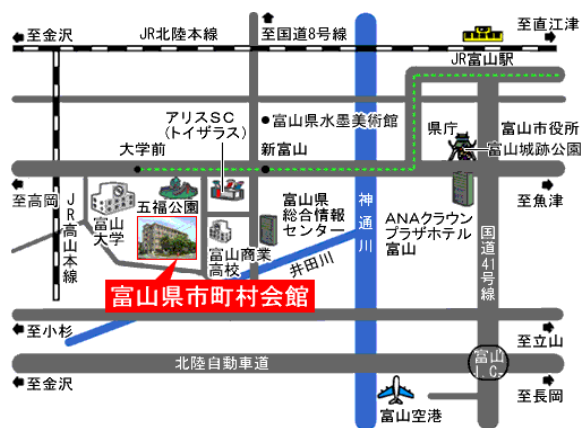 至金沢
JR北陸本線
至国道8号線
至直江津
JR富山駅
アリスSC
(トイザラス)
富山県水墨美術館
県庁
富山市役所
富山城跡公園
大学前
新富山
至高岡
JR高山本線
富山
大学
五福公園
富山商業
高校
富山県
総合情報
センター
神通川
ANAクラウン
プラザホテル
富山
国道41号線
至魚津
井田川
富山県市町村会館
至小杉
至立山
北陸自動車道
富山
I.C.
至金沢
至長岡
富山空港